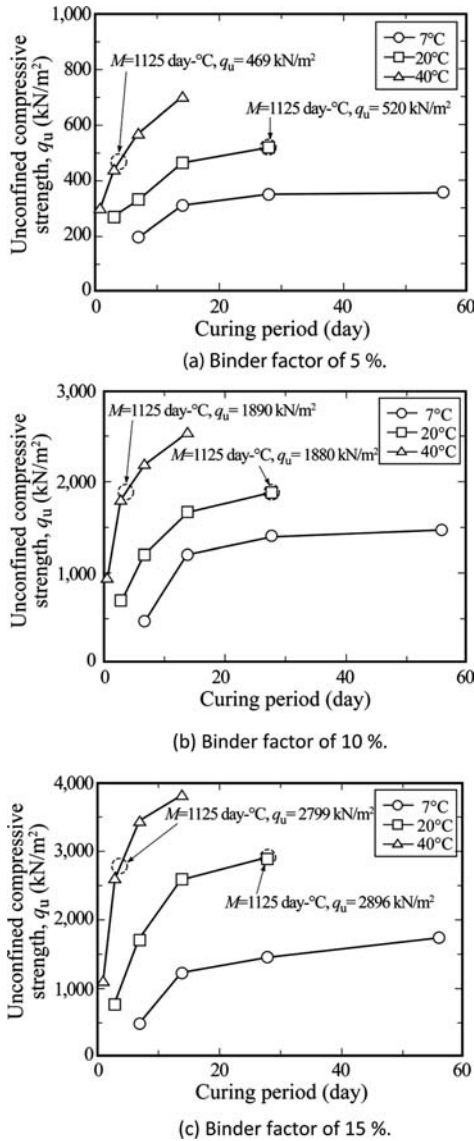 1,000
800
600
400
200
0
Unconfined compressive
strength, qu (kN/m²)
M=1125 day-°C, qu= 469 kN/m²
M=1125 day-°C, qu= 520 kN/m²
7°C
20°C
40°C
0 20 40 60
Curing period (day)
(a) Binder factor of 5 %.
3,000
2,000
1,000
0
Unconfined compressive
strength, qu (kN/m²)
M=1125 day-°C, qu= 1890 kN/m²
M=1125 day-°C, qu= 1880 kN/m²
7°C
20°C
40°C
0 20 40 60
Curing period (day)
(b) Binder factor of 10 %.
4,000
3,000
2,000
1,000
0
Unconfined compressive
strength, qu (kN/m²)
M=1125 day-°C, qu= 2799 kN/m²
M=1125 day-°C, qu= 2896 kN/m²
7°C
20°C
40°C
0 20 40 60
Curing period (day)
(c) Binder factor of 15 %.